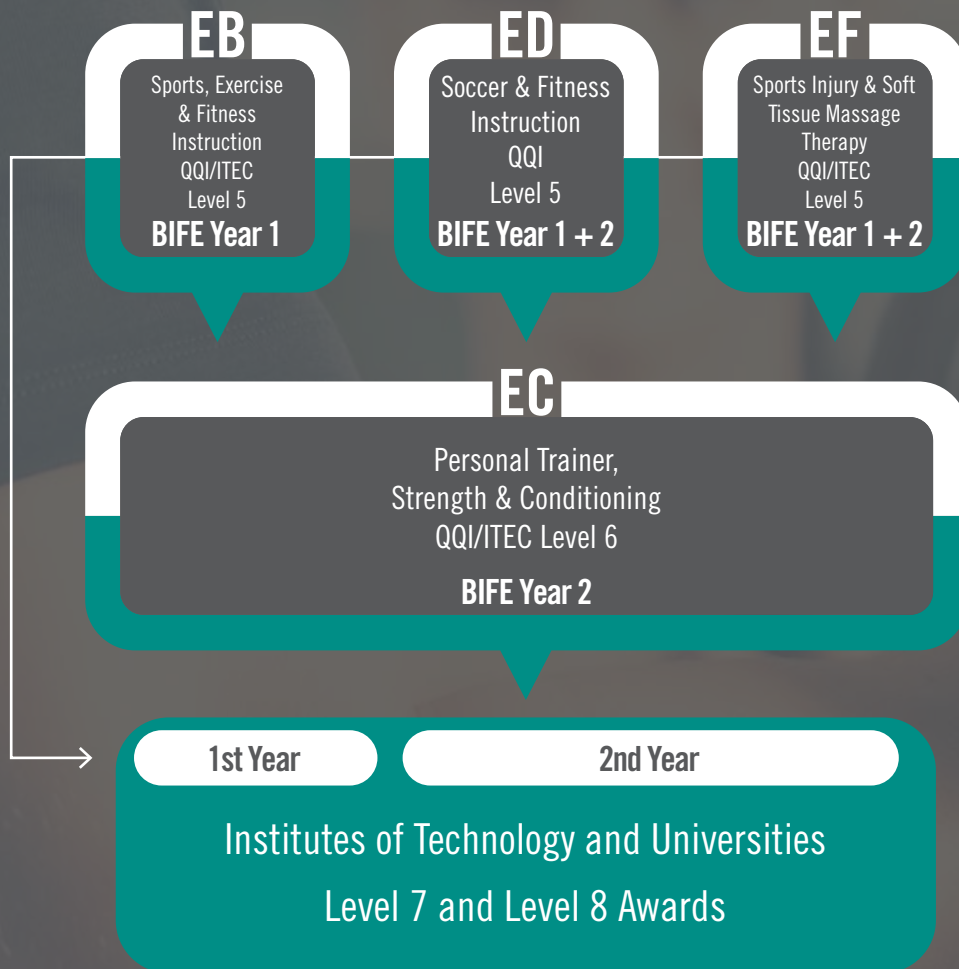 EB
Sports, Exercise
& Fitness
Instruction
QQI/ITEC
Level 5
BIFE Year 1
ED
Soccer & Fitness
Instruction
QQI
Level 5
BIFE Year 1 + 2
EF
Sports Injury & Soft
Tissue Massage
Therapy
QQI/ITEC
Level 5
BIFE Year 1 + 2
EC
Personal Trainer,
Strength & Conditioning
QQI/ITEC Level 6
BIFE Year 2
1st Year
2nd Year
Institutes of Technology and Universities
Level 7 and Level 8 Awards